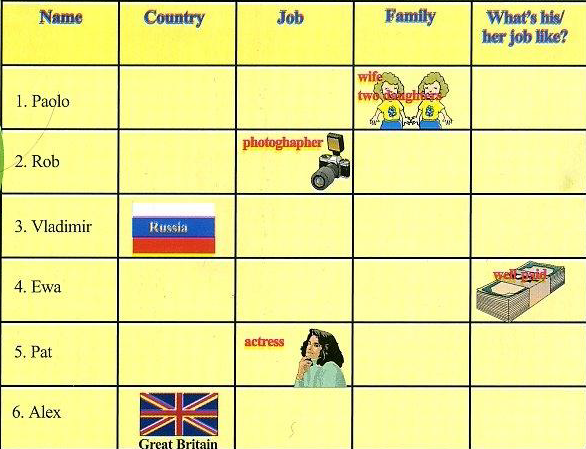 Name Country Job Family What's his/
her job like?
1. Paolo wife
two daughters
2. Rob photoghapher
3. Vladimir Russia
4. Ewa well paid
5. Pat actress
6. Alex Great Britain